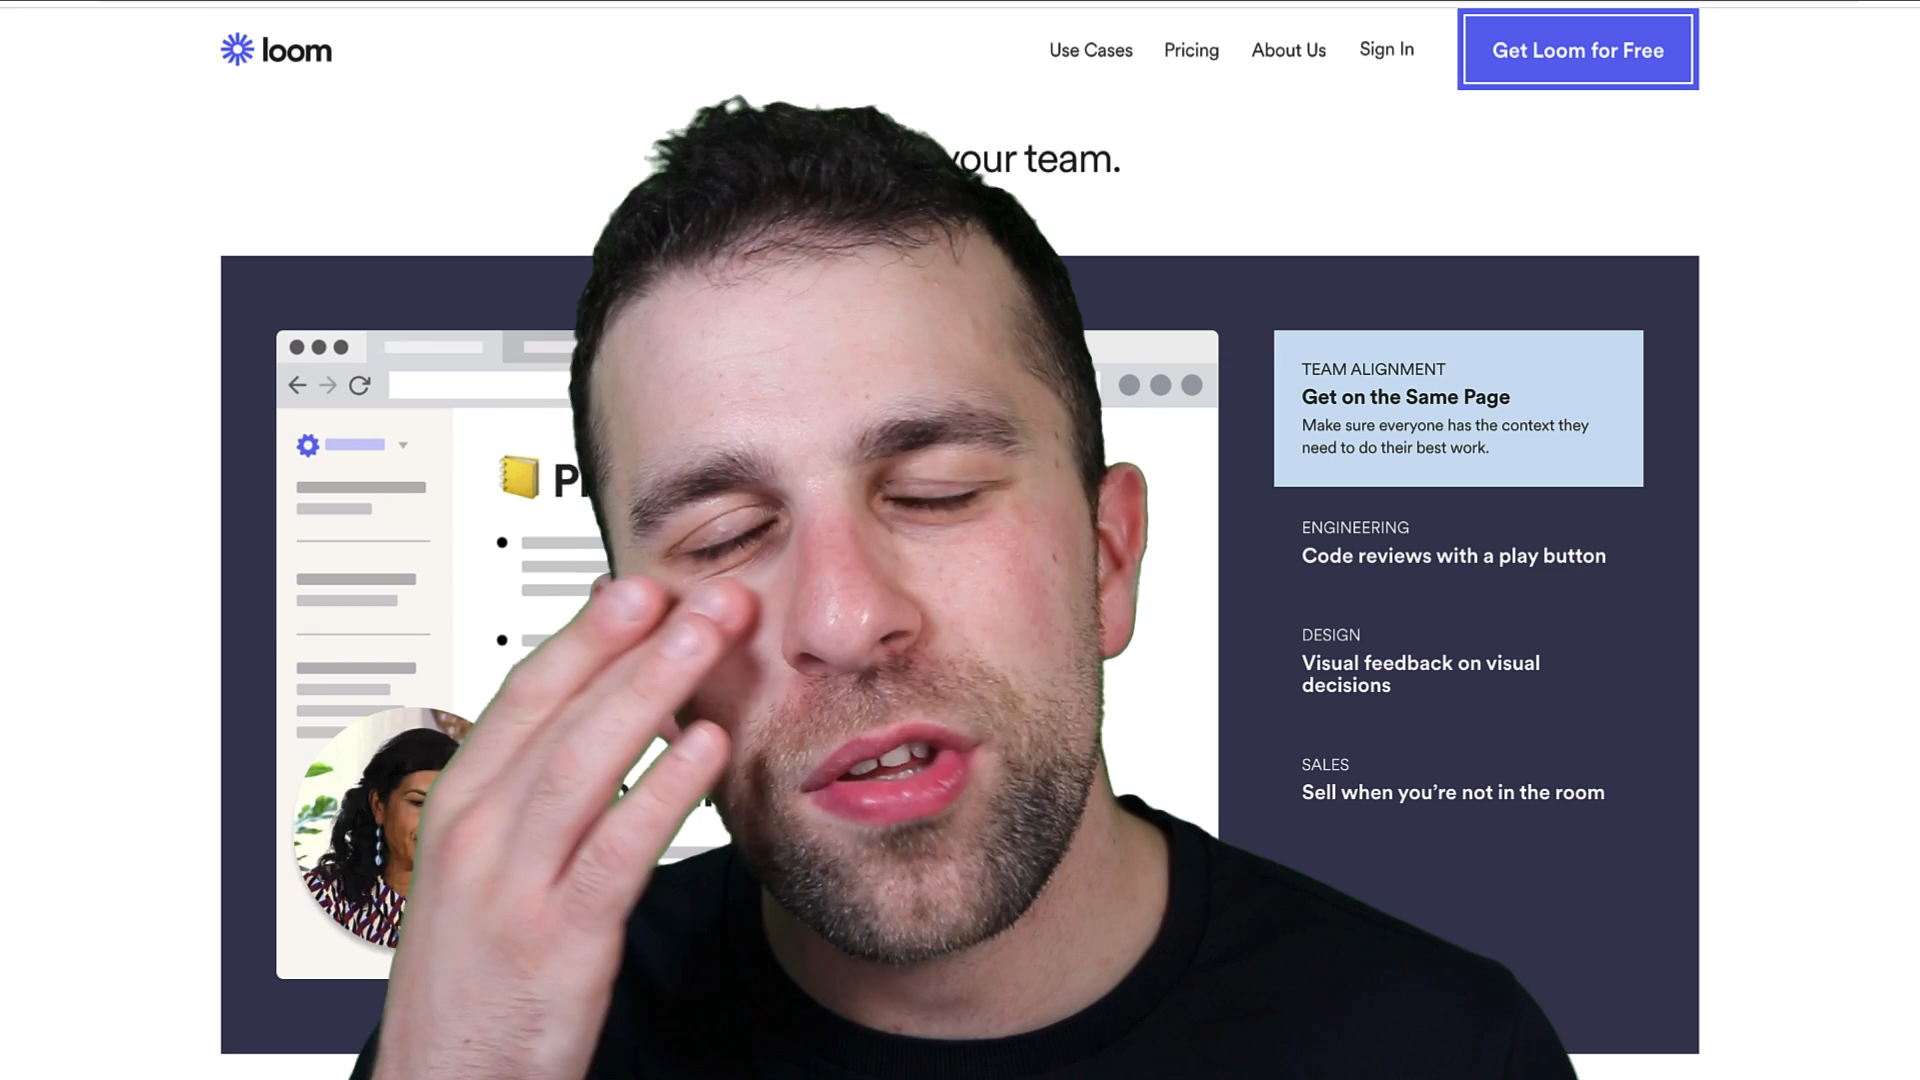 loom
Use Cases
Pricing
About Us
Sign In
Get Loom for Free
your team.
TEAM ALIGNMENT
Get on the Same Page
Make sure everyone has the context they
need to do their best work.
ENGINEERING
Code reviews with a play button
DESIGN
Visual feedback on visual
decisions
SALES
Sell when you’re not in the room